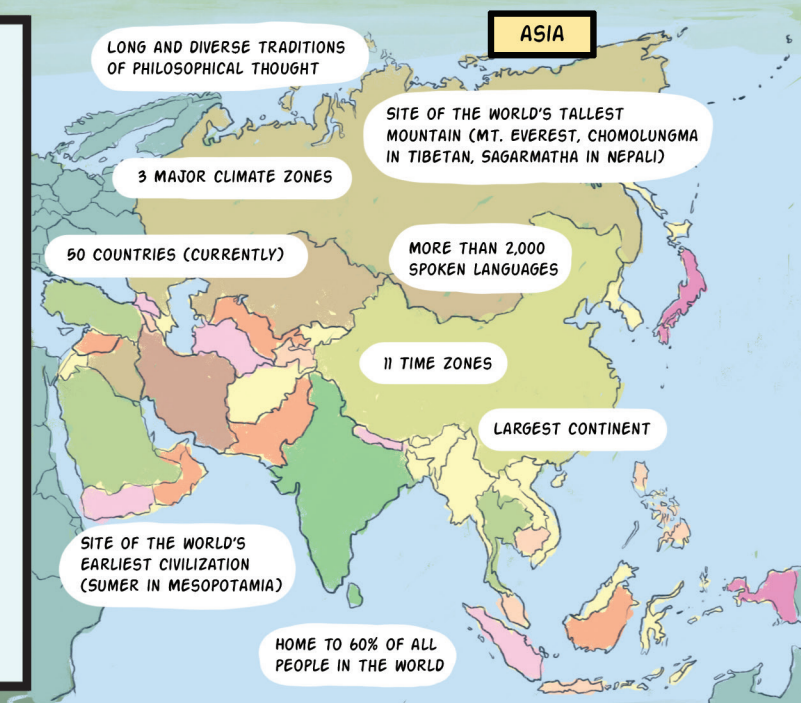 ASIA
LONG AND DIVERSE TRADITIONS
OF PHILOSOPHICAL THOUGHT
SITE OF THE WORLD'S TALLEST
MOUNTAIN (MT. EVEREST, CHOMOLUNGMA
IN TIBETAN, SAGARMATHA IN NEPALI)
3 MAJOR CLIMATE ZONES
50 COUNTRIES (CURRENTLY)
MORE THAN 2,000
SPOKEN LANGUAGES
11 TIME ZONES
LARGEST CONTINENT
SITE OF THE WORLD'S
EARLIEST CIVILIZATION
(SUMER IN MESOPOTAMIA)
HOME TO 60% OF ALL
PEOPLE IN THE WORLD